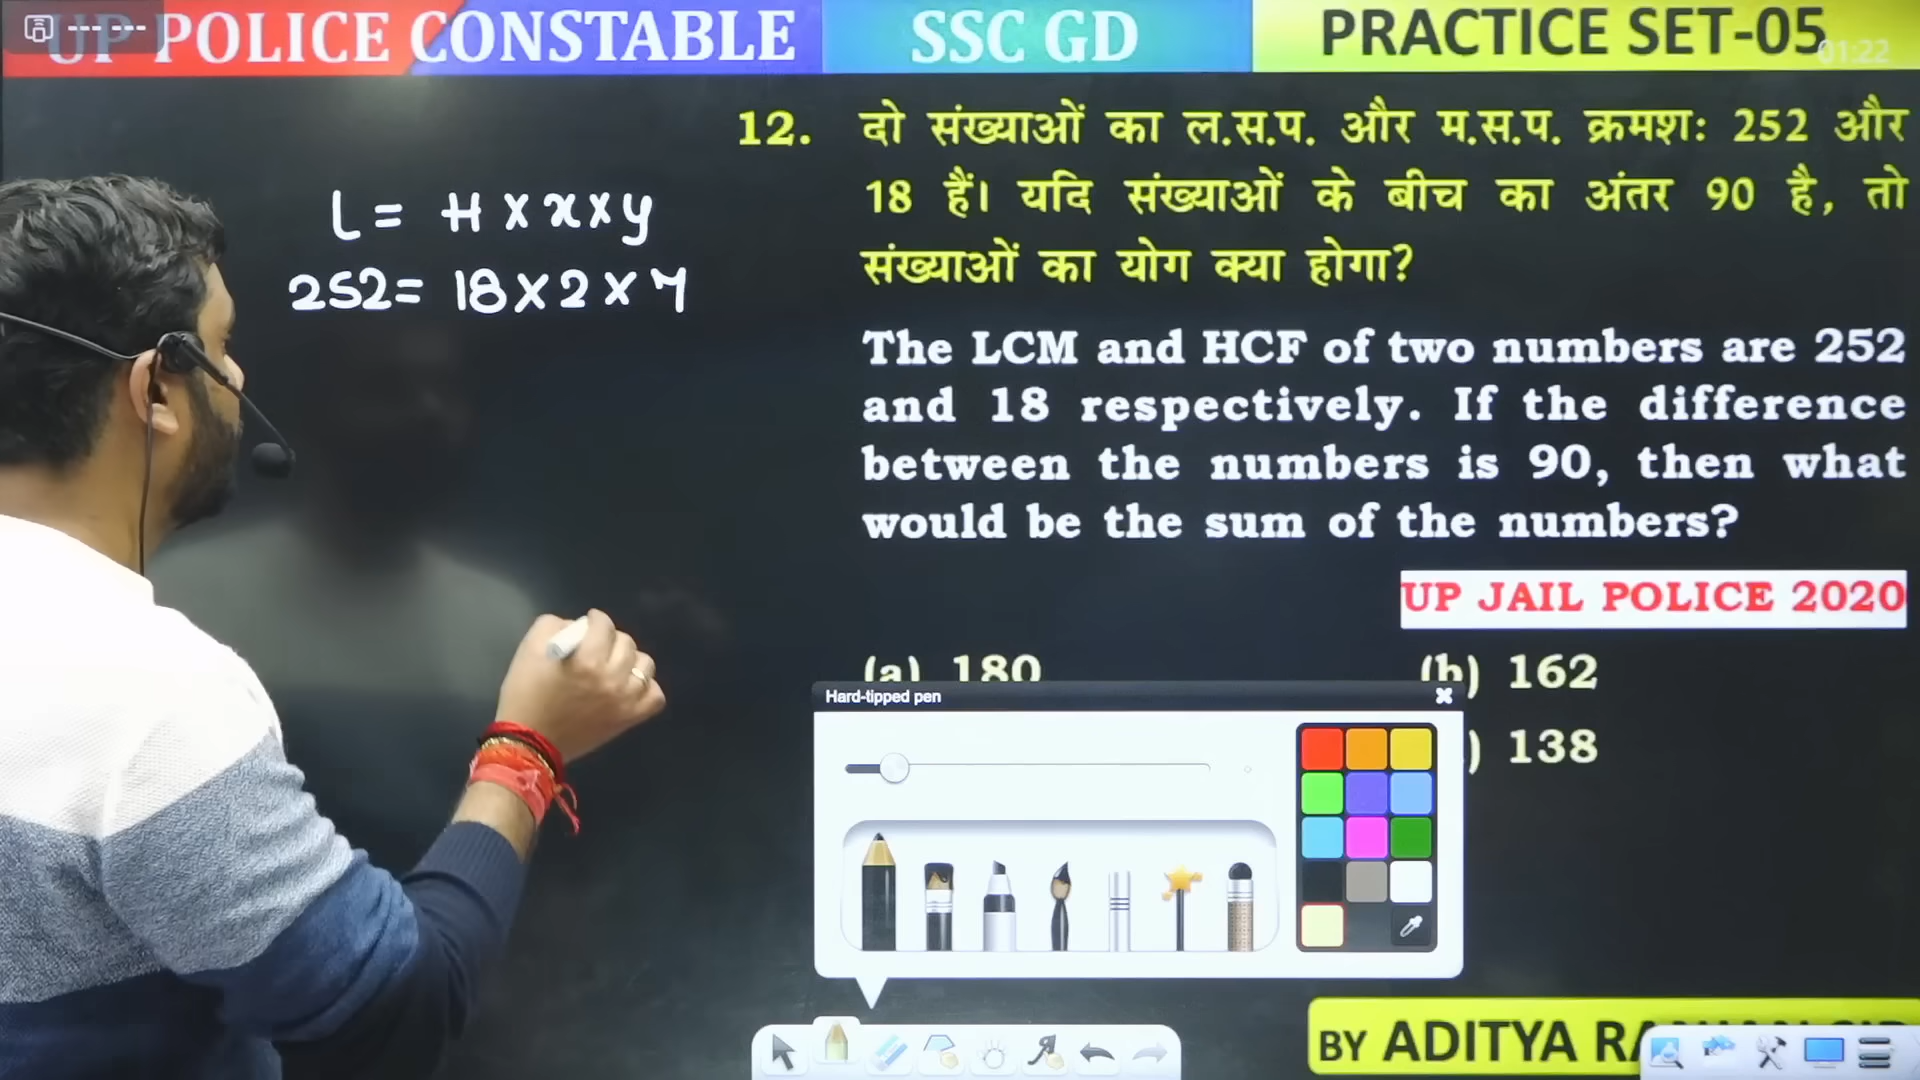 UP POLICE CONSTABLE SSC GD PRACTICE SET-05
01:22
12. दो संख्याओं का ल.स.प. और म.स.प. क्रमशः 252 और
18 हैं। यदि संख्याओं के बीच का अंतर 90 है, तो
संख्याओं का योग क्या होगा?
L = H × x × y
252 = 18 × 2 × 7
The LCM and HCF of two numbers are 252
and 18 respectively. If the difference
between the numbers is 90, then what
would be the sum of the numbers?
UP JAIL POLICE 2020
(a) 180 (b) 162
) 138
Hard-tipped pen
BY ADITYA